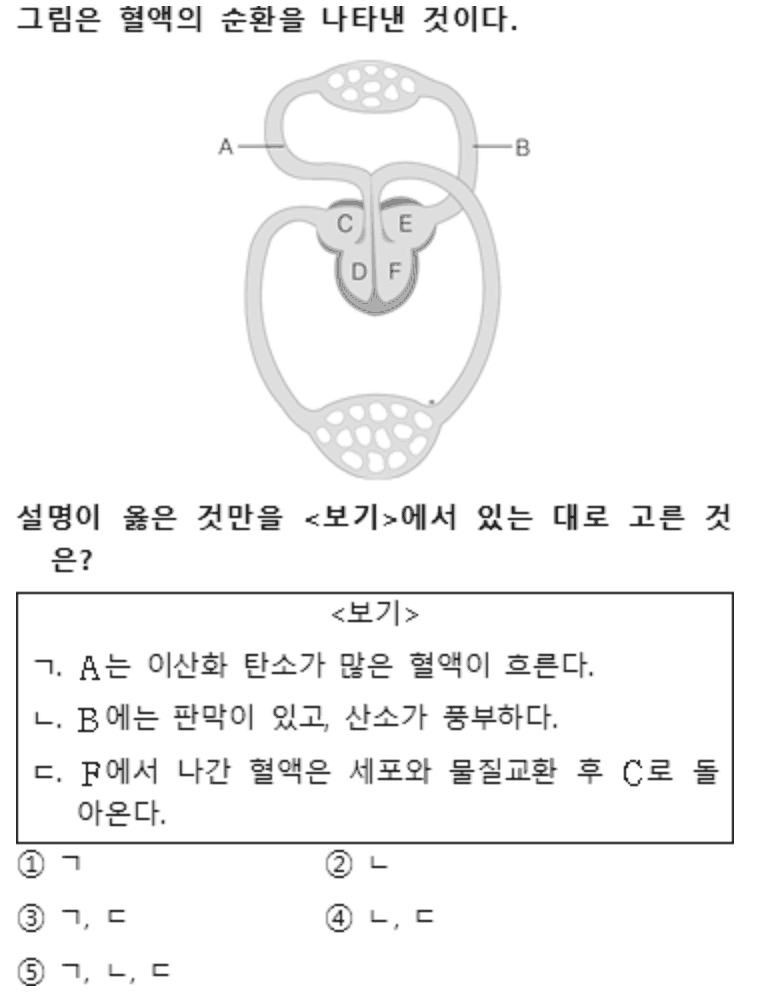 그림은 혈액의 순환을 나타낸 것이다.
A
B
C
E
D
F
설명이 옳은 것만을 <보기>에서 있는 대로 고른 것
은?
<보기>
ㄱ. A는 이산화 탄소가 많은 혈액이 흐른다.
ㄴ. B에는 판막이 있고, 산소가 풍부하다.
ㄷ. F에서 나간 혈액은 세포와 물질교환 후 C로 돌
아온다.
① ㄱ ② ㄴ
③ ㄱ, ㄷ ④ ㄴ, ㄷ
⑤ ㄱ, ㄴ, ㄷ